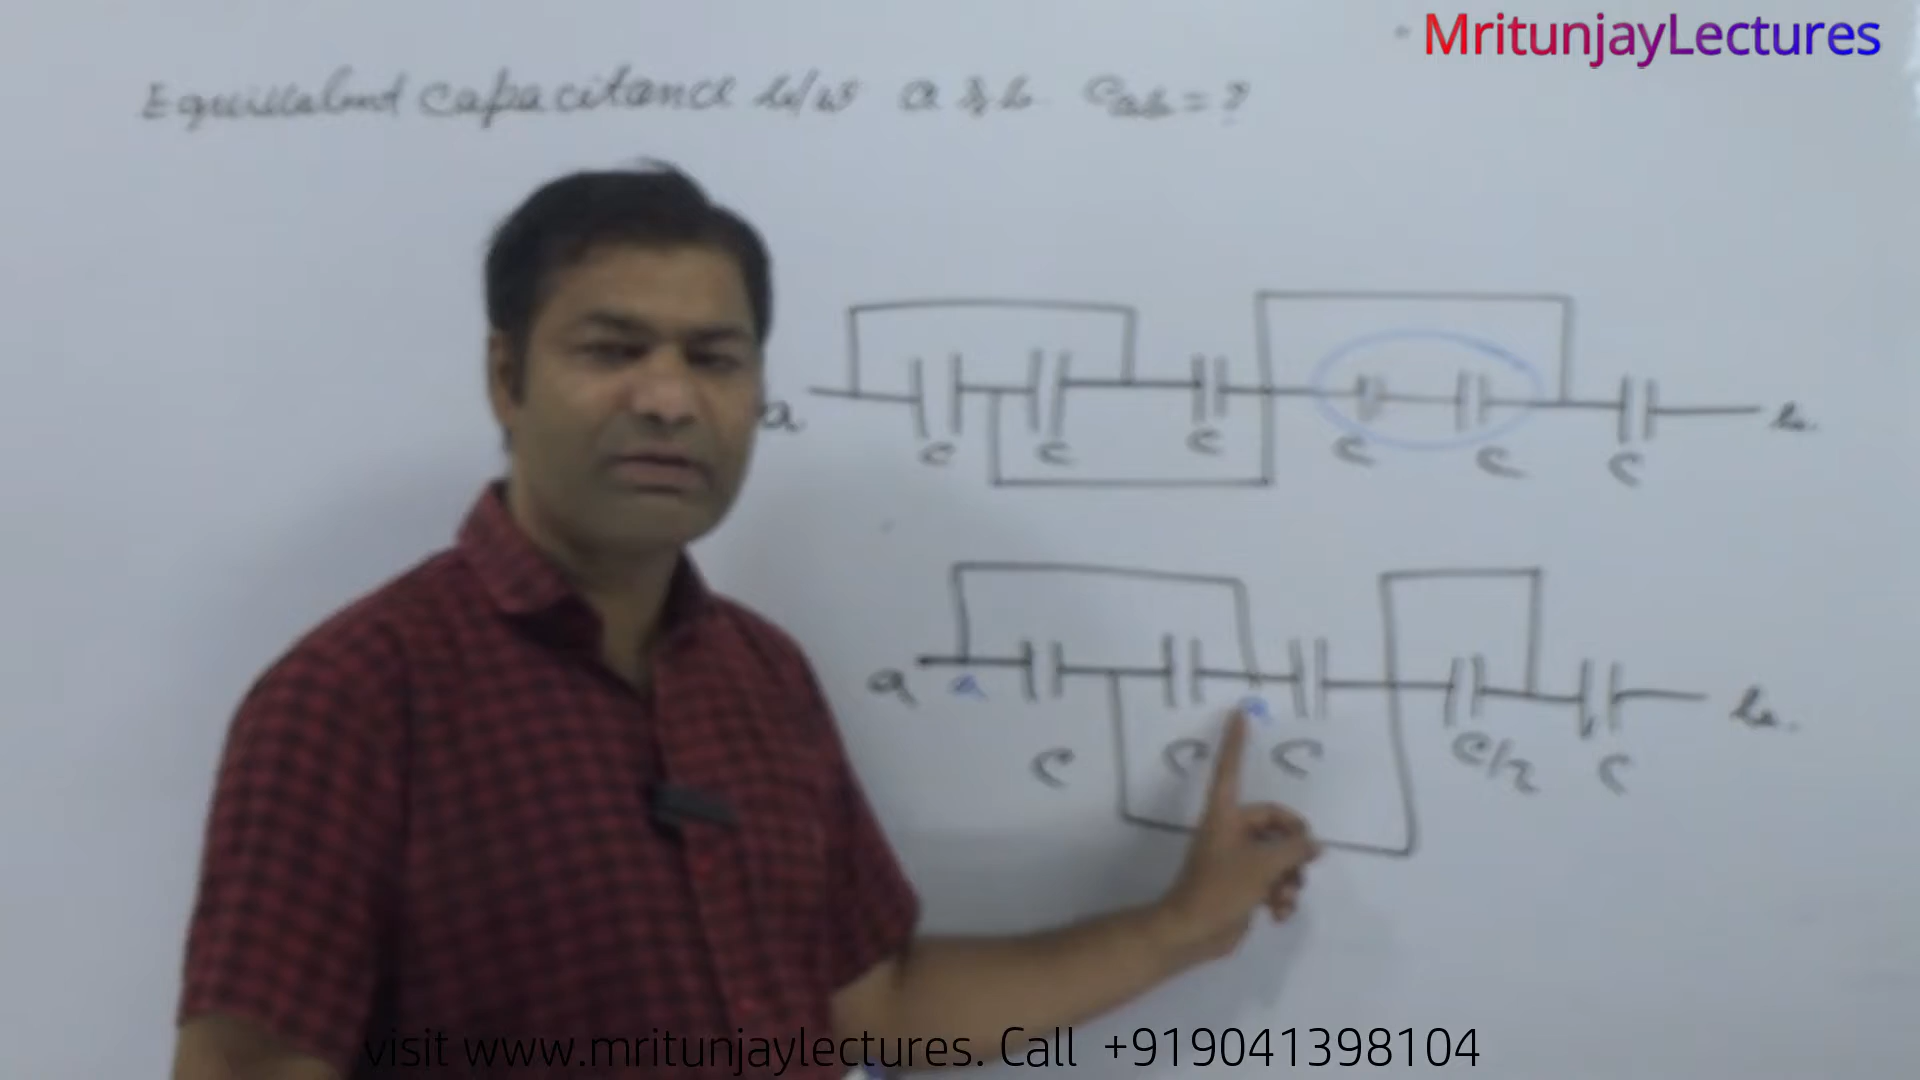 MritunjayLectures
Equivalent capacitance b/w a & b Cab = ?
a C C C C C C b
a a C C a C C/2 C b
visit www.mritunjaylectures. Call +919041398104